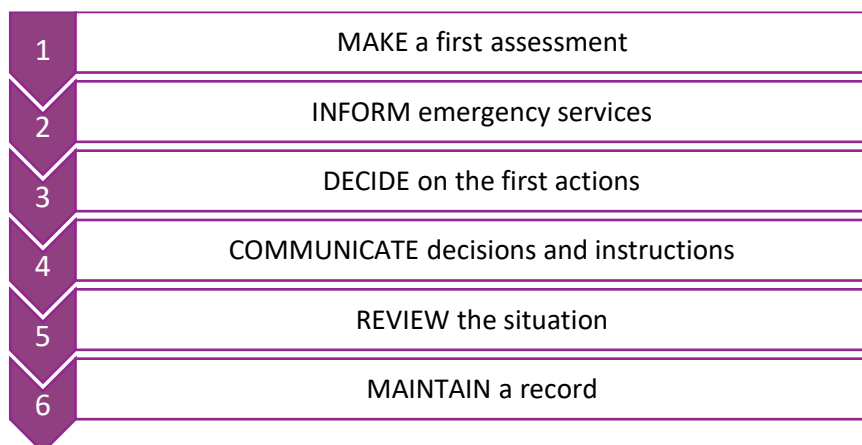 1 MAKE a first assessment
2 INFORM emergency services
3 DECIDE on the first actions
4 COMMUNICATE decisions and instructions
5 REVIEW the situation
6 MAINTAIN a record